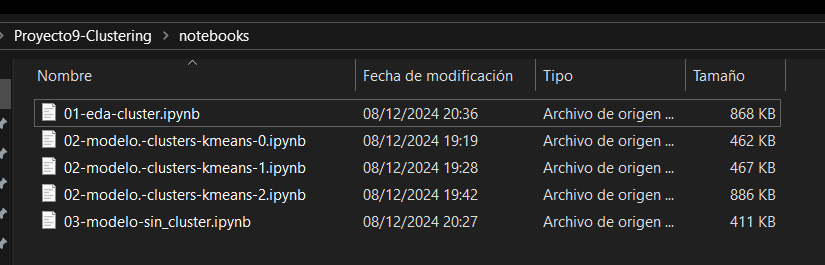 Proyecto9-Clustering > notebooks
Nombre Fecha de modificación Tipo Tamaño
01-eda-cluster.ipynb 08/12/2024 20:36 Archivo de origen ... 868 KB
02-modelo.-clusters-kmeans-0.ipynb 08/12/2024 19:19 Archivo de origen ... 462 KB
02-modelo.-clusters-kmeans-1.ipynb 08/12/2024 19:28 Archivo de origen ... 467 KB
02-modelo.-clusters-kmeans-2.ipynb 08/12/2024 19:42 Archivo de origen ... 886 KB
03-modelo-sin_cluster.ipynb 08/12/2024 20:27 Archivo de origen ... 411 KB